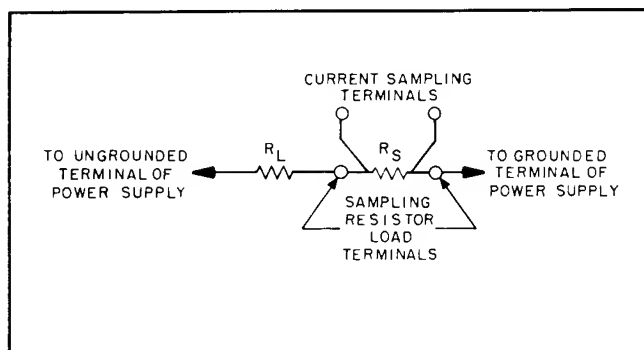 CURRENT SAMPLING
TERMINALS
R_L
R_S
TO UNGROUNDED
TERMINAL OF
POWER SUPPLY
TO GROUNDED
TERMINAL OF
POWER SUPPLY
SAMPLING
RESISTOR
LOAD
TERMINALS